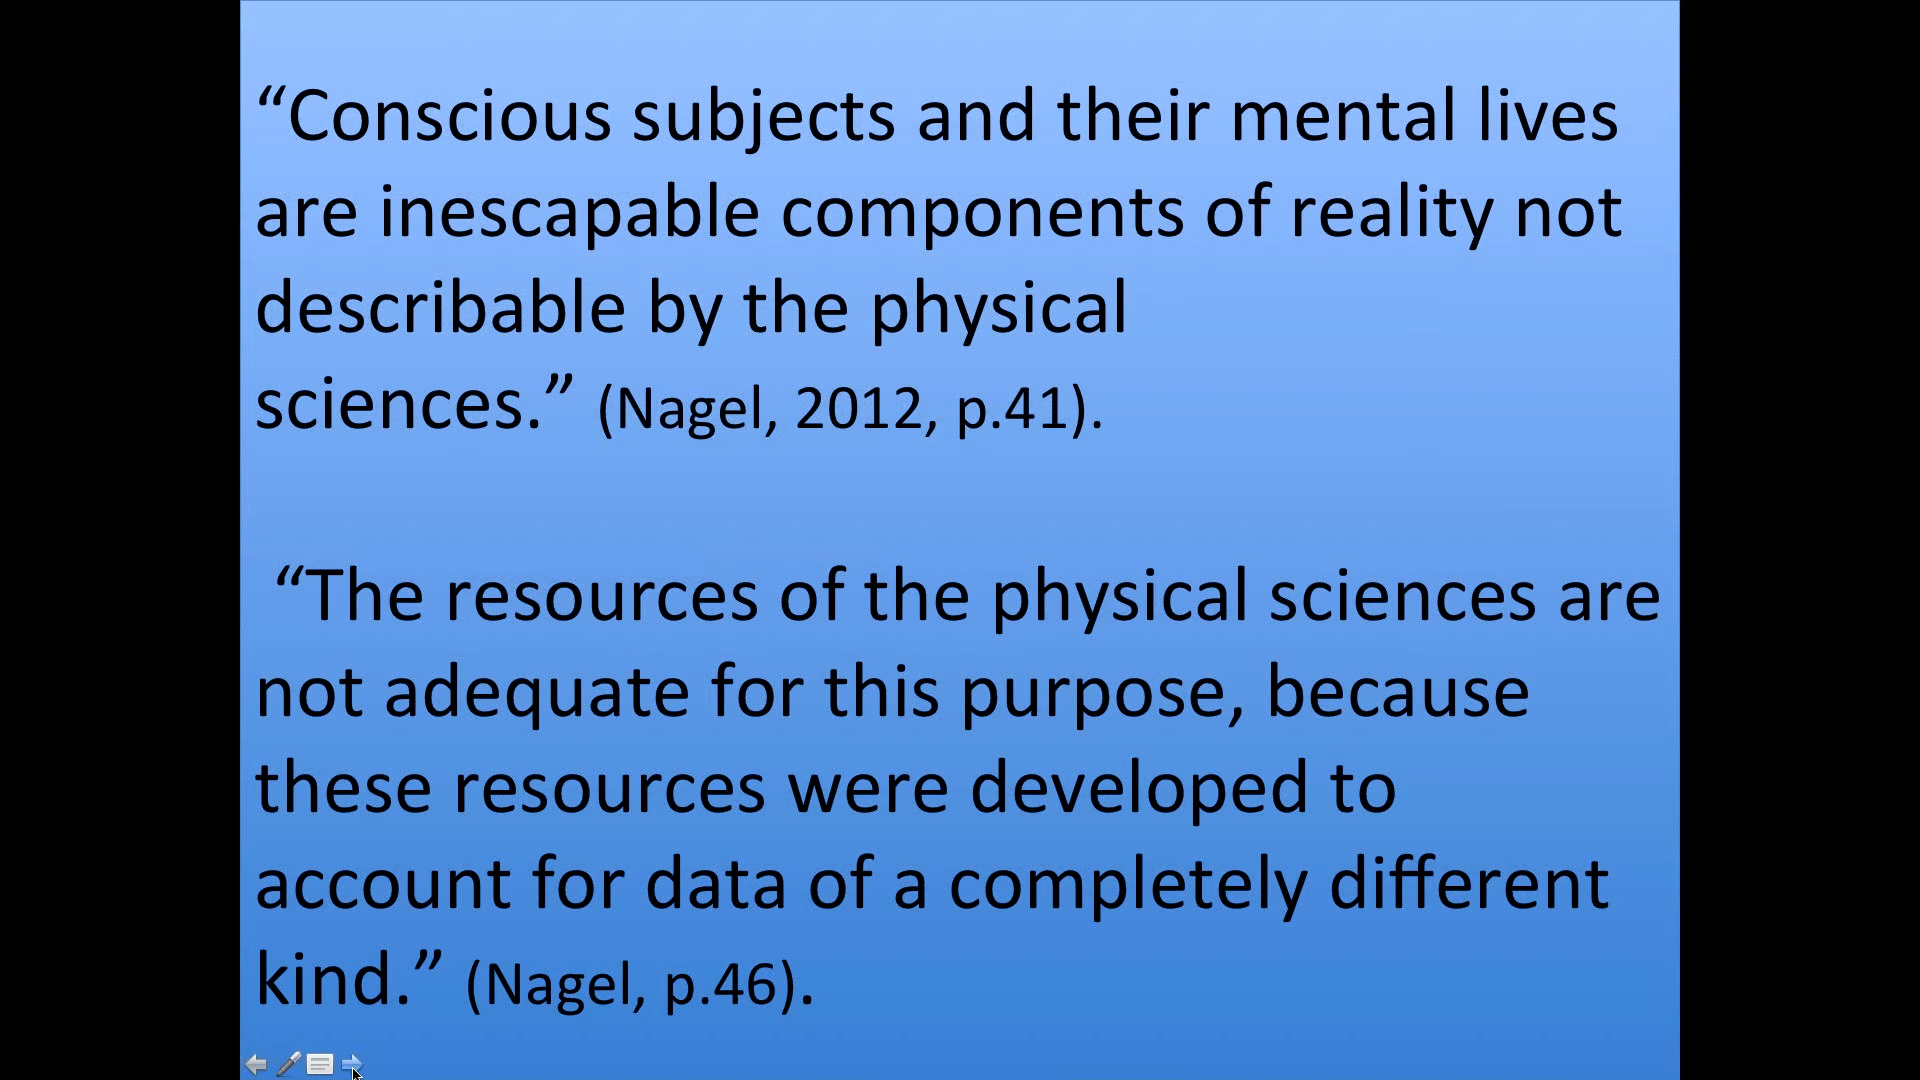 “Conscious subjects and their mental lives
are inescapable components of reality not
describable by the physical
sciences.” (Nagel, 2012, p.41).
“The resources of the physical sciences are
not adequate for this purpose, because
these resources were developed to
account for data of a completely different
kind.” (Nagel, p.46).